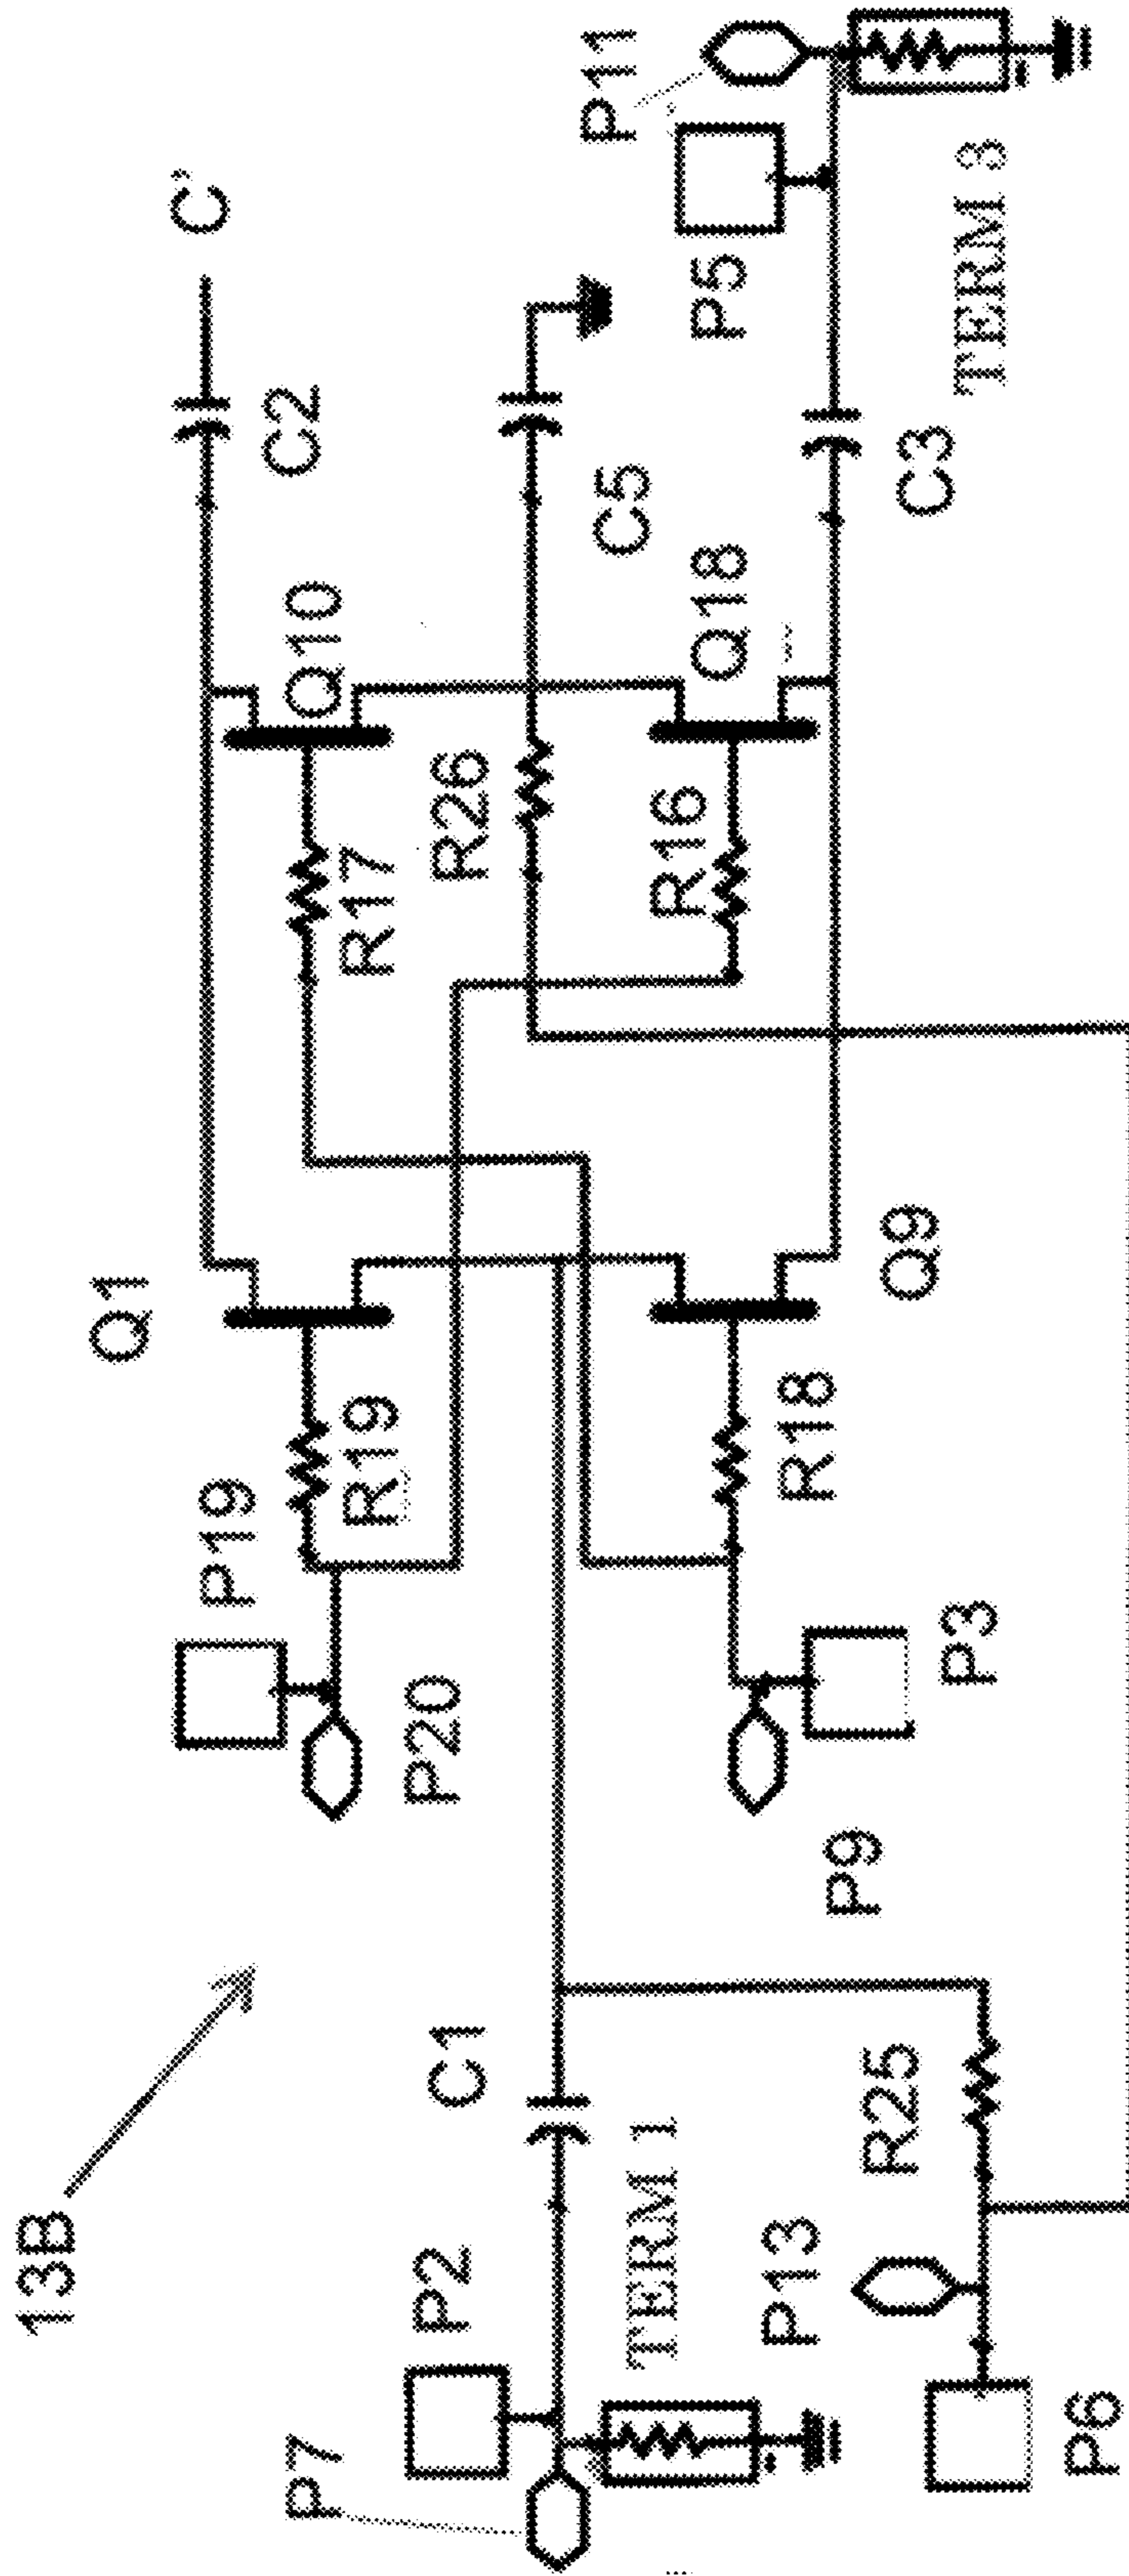 13B
P7
P2
TERM 1
C1
P13
P6
R25
P19
P20
P9
P3
Q1
R19
R18
Q9
R17
Q10
R26
R16
Q18
C2
C'
C5
C3
P5
P11
TERM 3